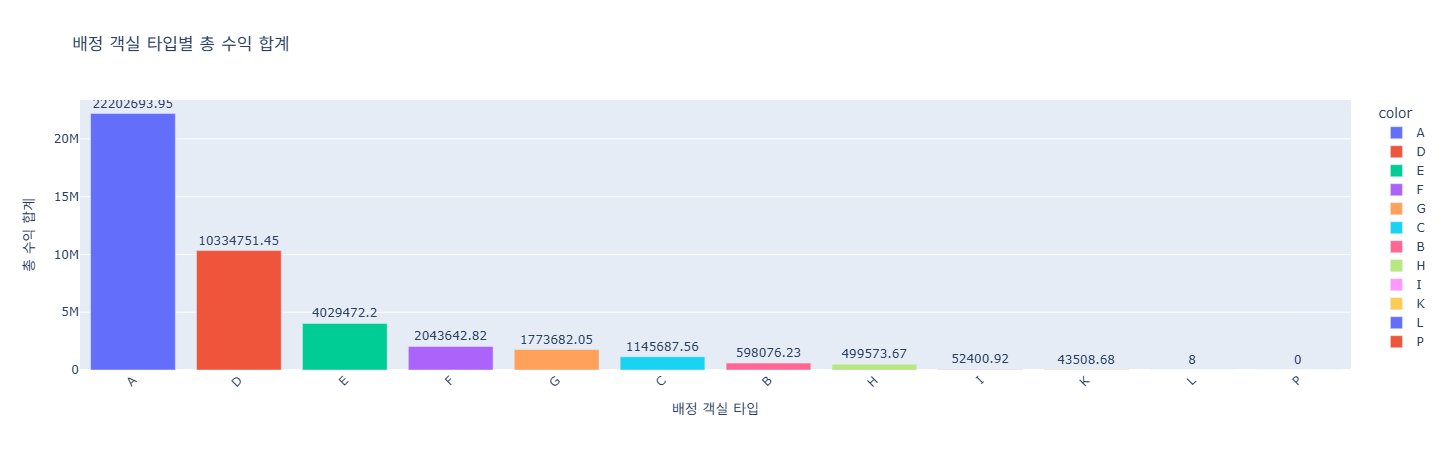 배정 객실 타입별 총 수익 합계
총 수익 합계
20M
15M
10M
5M
0
22202693.95
10334751.45
4029472.2
2043642.82
1773682.05
1145687.56
598076.23
499573.67
52400.92
43508.68
8
0
A
D
E
F
G
C
B
H
I
K
L
P
배정 객실 타입
color
A
D
E
F
G
C
B
H
I
K
L
P